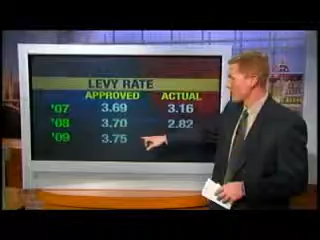 LEVY RATE
APPROVED ACTUAL
'07 3.69 3.16
'08 3.70 2.82
'09 3.75